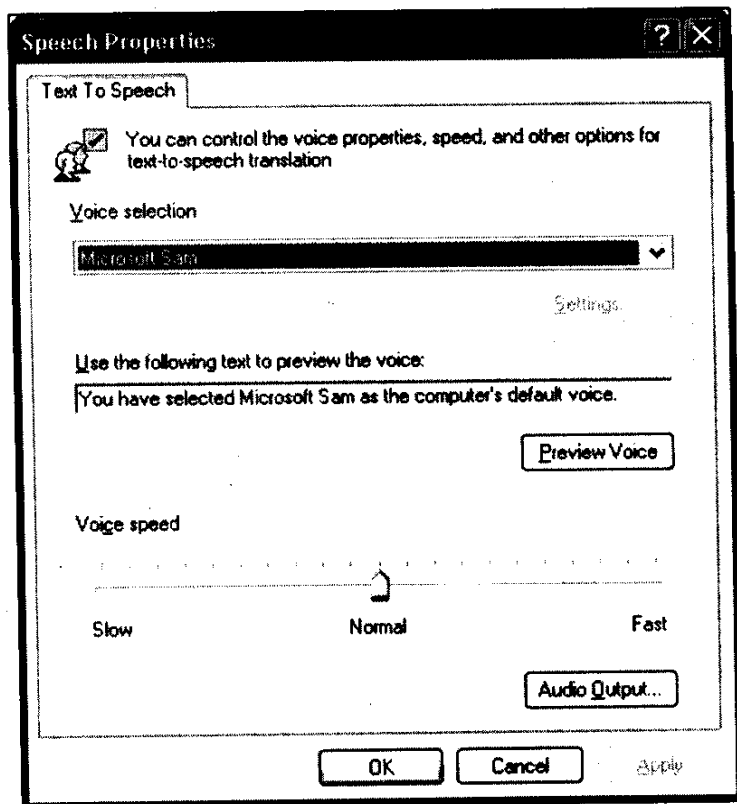 Speech Properties
Text To Speech
You can control the voice properties, speed, and other options for
text-to-speech translation
Voice selection
Microsoft Sam
Settings
Use the following text to preview the voice:
You have selected Microsoft Sam as the computer's default voice.
Preview Voice
Voice speed
Slow Normal Fast
Audio Output...
OK Cancel Apply